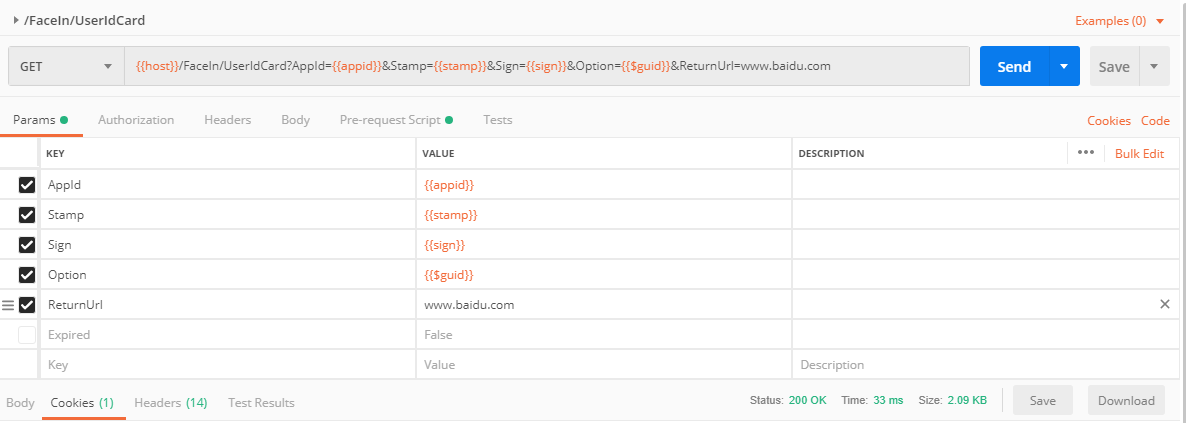 /FaceIn/UserIdCard
Examples (0)
GET
{{host}}/FaceIn/UserIdCard?AppId={{appid}}&Stamp={{stamp}}&Sign={{sign}}&Option={{$guid}}&ReturnUrl=www.baidu.com
Send
Save
Params Authorization Headers Body Pre-request Script Tests
Cookies Code
KEY VALUE DESCRIPTION
Bulk Edit
AppId {{appid}}
Stamp {{stamp}}
Sign {{sign}}
Option {{$guid}}
ReturnUrl www.baidu.com
Expired False
Key Value Description
Body Cookies (1) Headers (14) Test Results
Status: 200 OK Time: 33 ms Size: 2.09 KB
Save Download